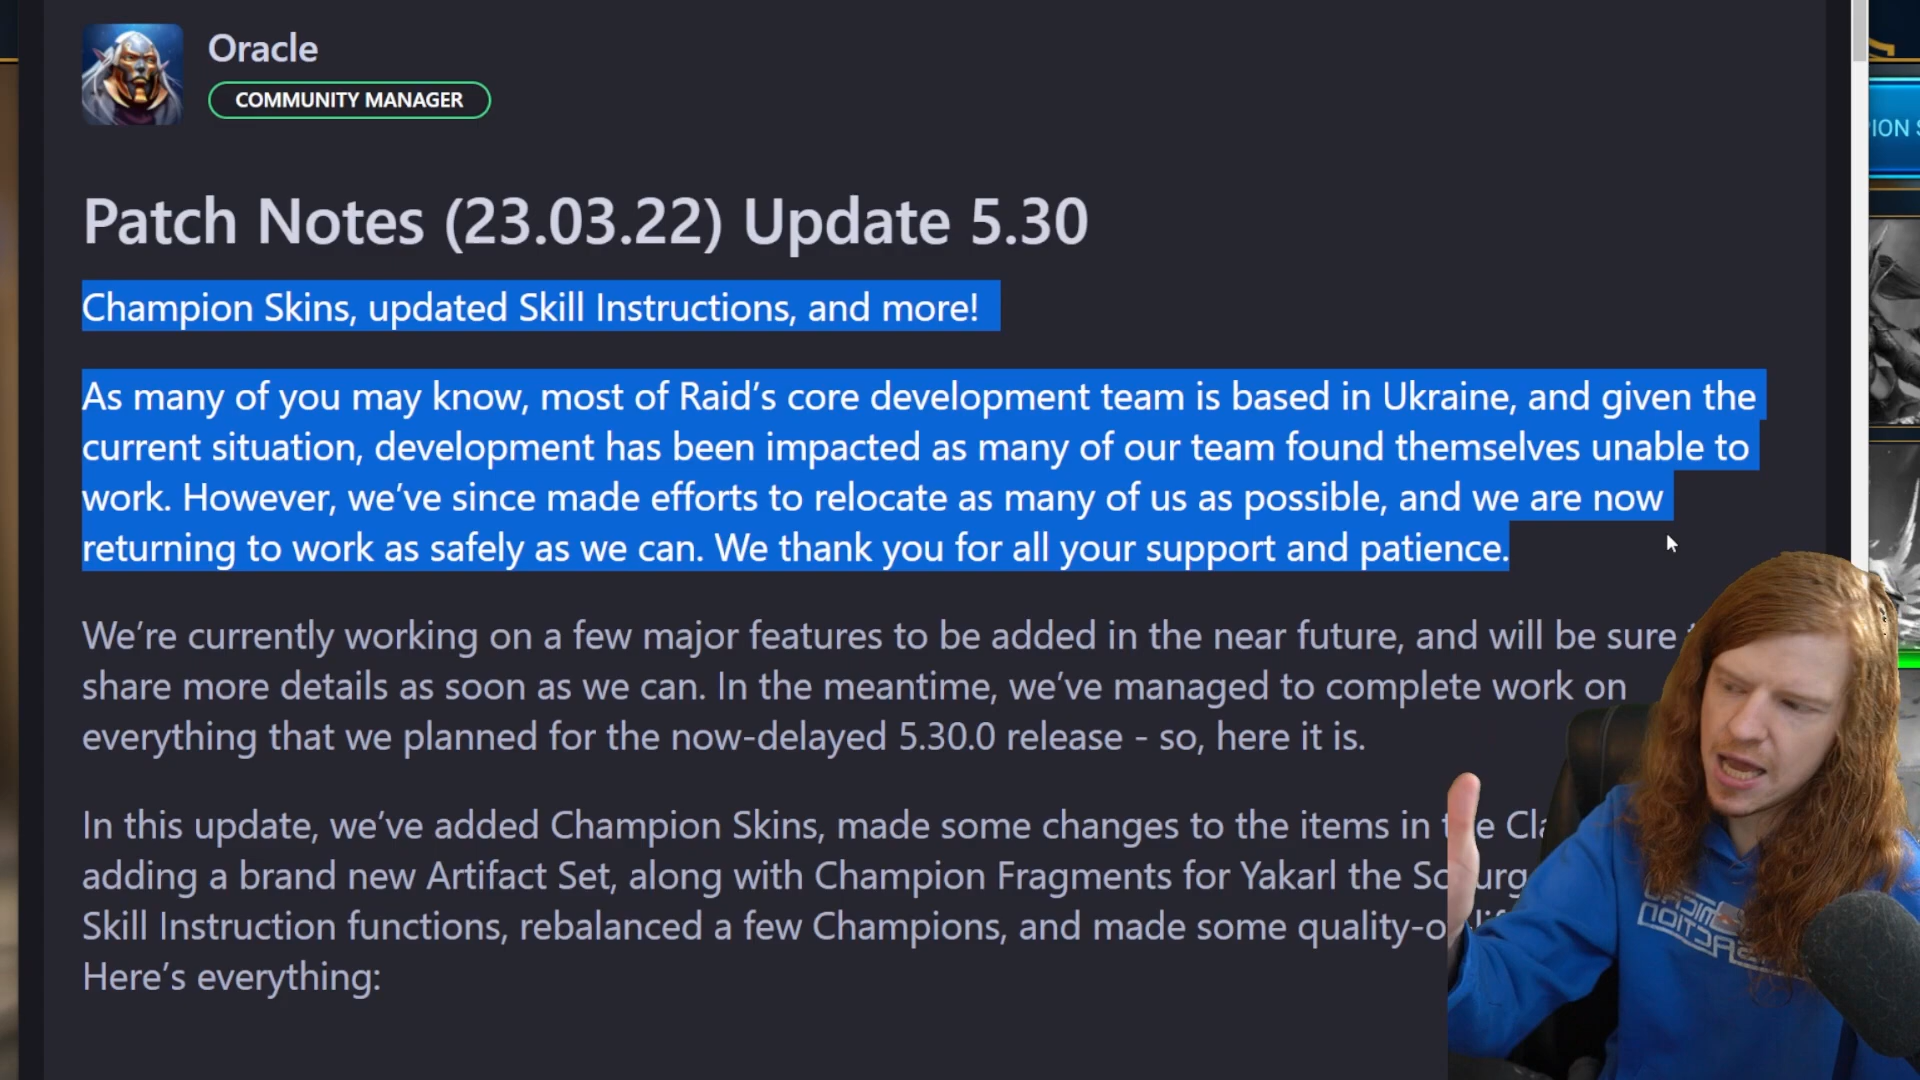 Oracle
COMMUNITY MANAGER
Patch Notes (23.03.22) Update 5.30
Champion Skins, updated Skill Instructions, and more!
As many of you may know, most of Raid’s core development team is based in Ukraine, and given the
current situation, development has been impacted as many of our team found themselves unable to
work. However, we’ve since made efforts to relocate as many of us as possible, and we are now
returning to work as safely as we can. We thank you for all your support and patience.
We’re currently working on a few major features to be added in the near future, and will be sure
share more details as soon as we can. In the meantime, we’ve managed to complete work on
everything that we planned for the now-delayed 5.30.0 release - so, here it is.
In this update, we’ve added Champion Skins, made some changes to the items in
adding a brand new Artifact Set, along with Champion Fragments for Yakarl the
Skill Instruction functions, rebalanced a few Champions, and made some
Here’s everything: